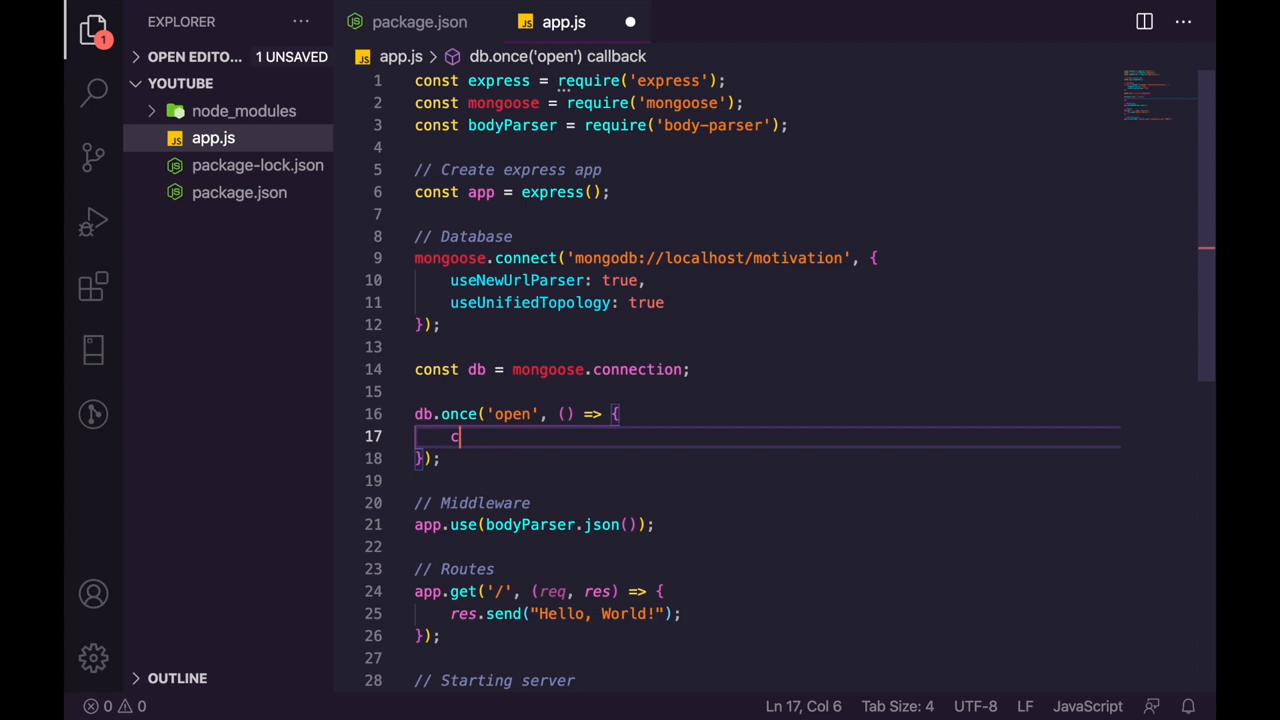 EXPLORER
package.json
app.js
1
OPEN EDITO... 1 UNSAVED
app.js > db.once('open') callback
YOUTUBE
node_modules
app.js
package-lock.json
package.json
1 const express = require('express');
2 const mongoose = require('mongoose');
3 const bodyParser = require('body-parser');
4
5 // Create express app
6 const app = express();
7
8 // Database
9 mongoose.connect('mongodb://localhost/motivation', {
10 useNewUrlParser: true,
11 useUnifiedTopology: true
12 });
13
14 const db = mongoose.connection;
15
16 db.once('open', () => {
17 c
18 });
19
20 // Middleware
21 app.use(bodyParser.json());
22
23 // Routes
24 app.get('/', (req, res) => {
25 res.send("Hello, World!");
26 });
27
28 // Starting server
OUTLINE
0 0
Ln 17, Col 6 Tab Size: 4 UTF-8 LF JavaScript